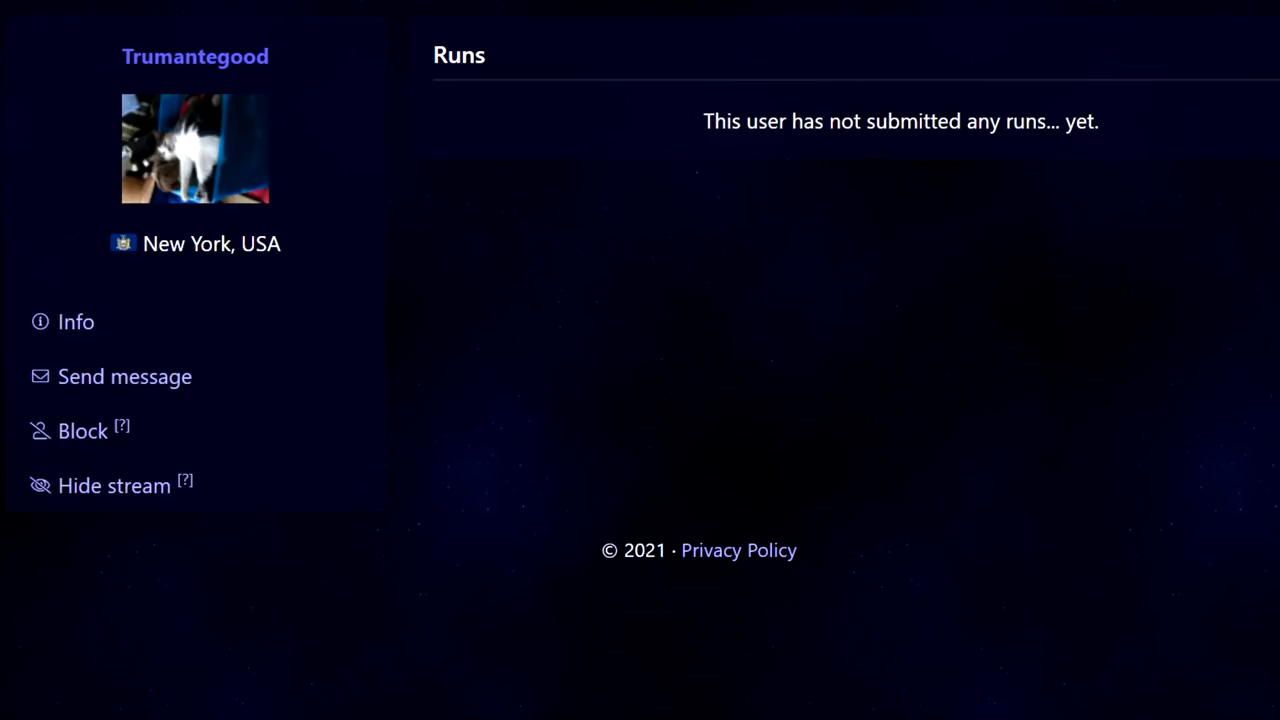 Trumantegood
New York, USA
Info
Send message
Block [?]
Hide stream [?]
Runs
This user has not submitted any runs... yet.
© 2021 · Privacy Policy